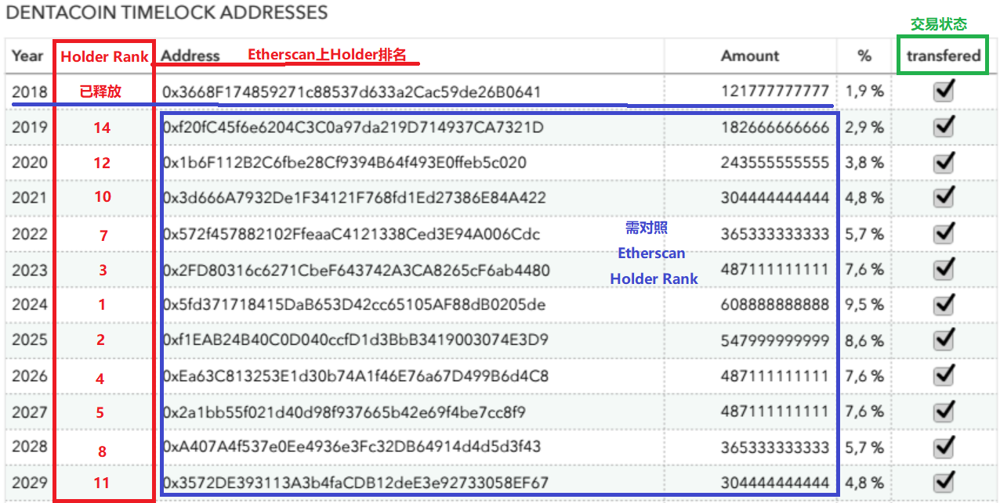 DENTACOIN TIMELOCK ADDRESSES
交易状态
Year Holder Rank Address Etherscan上Holder排名 Amount % transfered
2018 已释放 0x3668F174859271c88537d633a2Cac59de26B0641 121777777777 1,9 %
2019 14 0xf20fC45f6e6204C3C0a97da219D714937CA7321D 182666666666 2,9 %
2020 12 0x1b6F112B2C6fbe28Cf9394B64f493E0ffeb5c020 243555555555 3,8 %
2021 10 0x3d666A7932De1F34121F768fd1Ed27386E84A422 304444444444 4,8 %
2022 7 0x572f457882102FfeaaC4121338Ced3E94A006Cdc 365333333333 5,7 %
需对照
Etherscan
Holder Rank
2023 3 0x2FD80316c6271CbeF643742A3CA8265cF6ab4480 487111111111 7,6 %
2024 1 0x5fd371718415DaB653D42cc65105AF88dB0205de 608888888888 9,5 %
2025 2 0xf1EAB24B40C0D040ccfD1d3BbB3419003074E3D9 547999999999 8,6 %
2026 4 0xEa63C813253E1d30b74A1f46E76a67D499B6d4C8 487111111111 7,6 %
2027 5 0x2a1bb55f021d40d98f937665b42e69f4be7cc8f9 487111111111 7,6 %
2028 8 0xA407A4f537e0Ee4936e3Fc32DB64914d4d5d3f43 365333333333 5,7 %
2029 11 0x3572DE393113A3b4faCDB12deE3e92733058EF67 304444444444 4,8 %